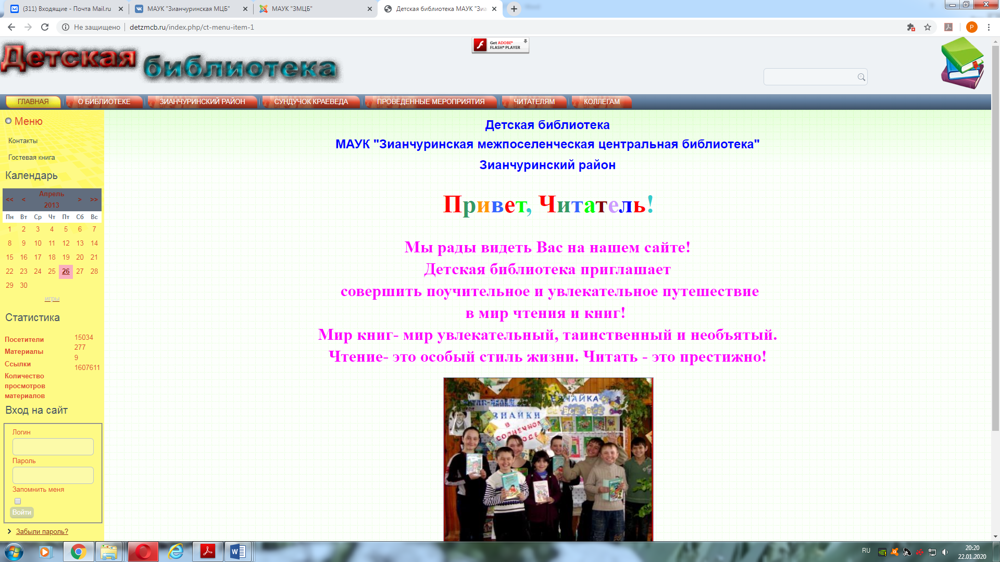 (311) Входящие - Почта Mail.ru
МАУК "Зианчуринская МЦБ"
МАУК "ЗМЦБ"
Детская библиотека МАУК "Зиа
Не защищено
detzmcb.ru/index.php/ct-menu-item-1
P
Детская библиотека
Get ADOBE®
FLASH® PLAYER
ГЛАВНАЯ
О БИБЛИОТЕКЕ
ЗИАНЧУРИНСКИЙ РАЙОН
СУНДУЧОК КРАЕВЕДА
ПРОВЕДЕННЫЕ МЕРОПРИЯТИЯ
ЧИТАТЕЛЯМ
КОЛЛЕГАМ
Меню
Контакты
Гостевая книга
Календарь
<< < Апрель 2013 > >>
Пн Вт Ср Чт Пт Сб Вс
1 2 3 4 5 6 7
8 9 10 11 12 13 14
15 16 17 18 19 20 21
22 23 24 25 26 27 28
29 30
игры
Статистика
Посетители 15034
Материалы 277
Ссылки 9
Количество просмотров материалов 1607611
Вход на сайт
Логин
Пароль
Запомнить меня
Войти
Забыли пароль?
Детская библиотека
МАУК "Зианчуринская межпоселенческая центральная библиотека"
Зианчуринский район
Привет, Читатель!
Мы рады видеть Вас на нашем сайте!
Детская библиотека приглашает
совершить поучительное и увлекательное путешествие
в мир чтения и книг!
Мир книг- мир увлекательный, таинственный и необъятый.
Чтение- это особый стиль жизни. Читать - это престижно!
ЗНАЙКИ
В
СОЛНЕЧНОМ
RU
20:20
22.01.2020